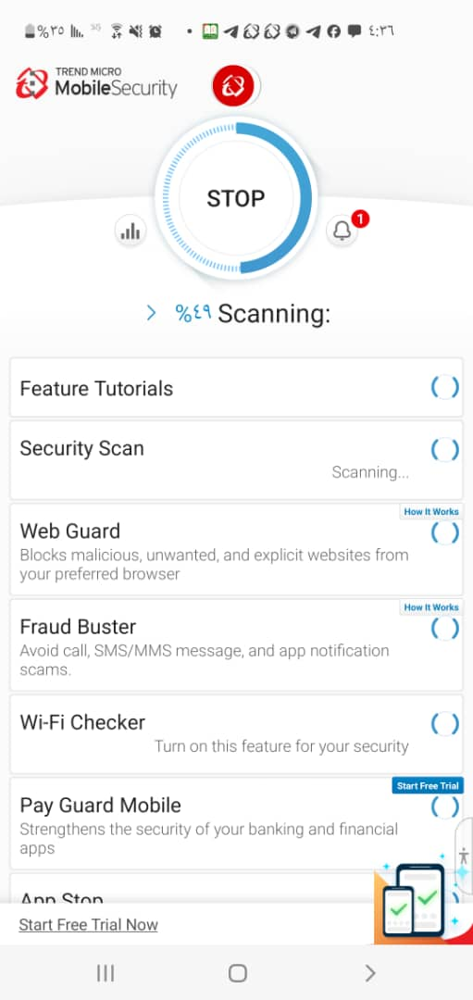 %٣٥ 5G ٤:٣٦
TREND MICRO
MobileSecurity
STOP
1
%٤٩ Scanning:
Feature Tutorials
Security Scan
Scanning...
How It Works
Web Guard
Blocks malicious, unwanted, and explicit websites from
your preferred browser
How It Works
Fraud Buster
Avoid call, SMS/MMS message, and app notification
scams.
Wi-Fi Checker
Turn on this feature for your security
Start Free Trial
Pay Guard Mobile
Strengthens the security of your banking and financial
apps
App Stop
Start Free Trial Now